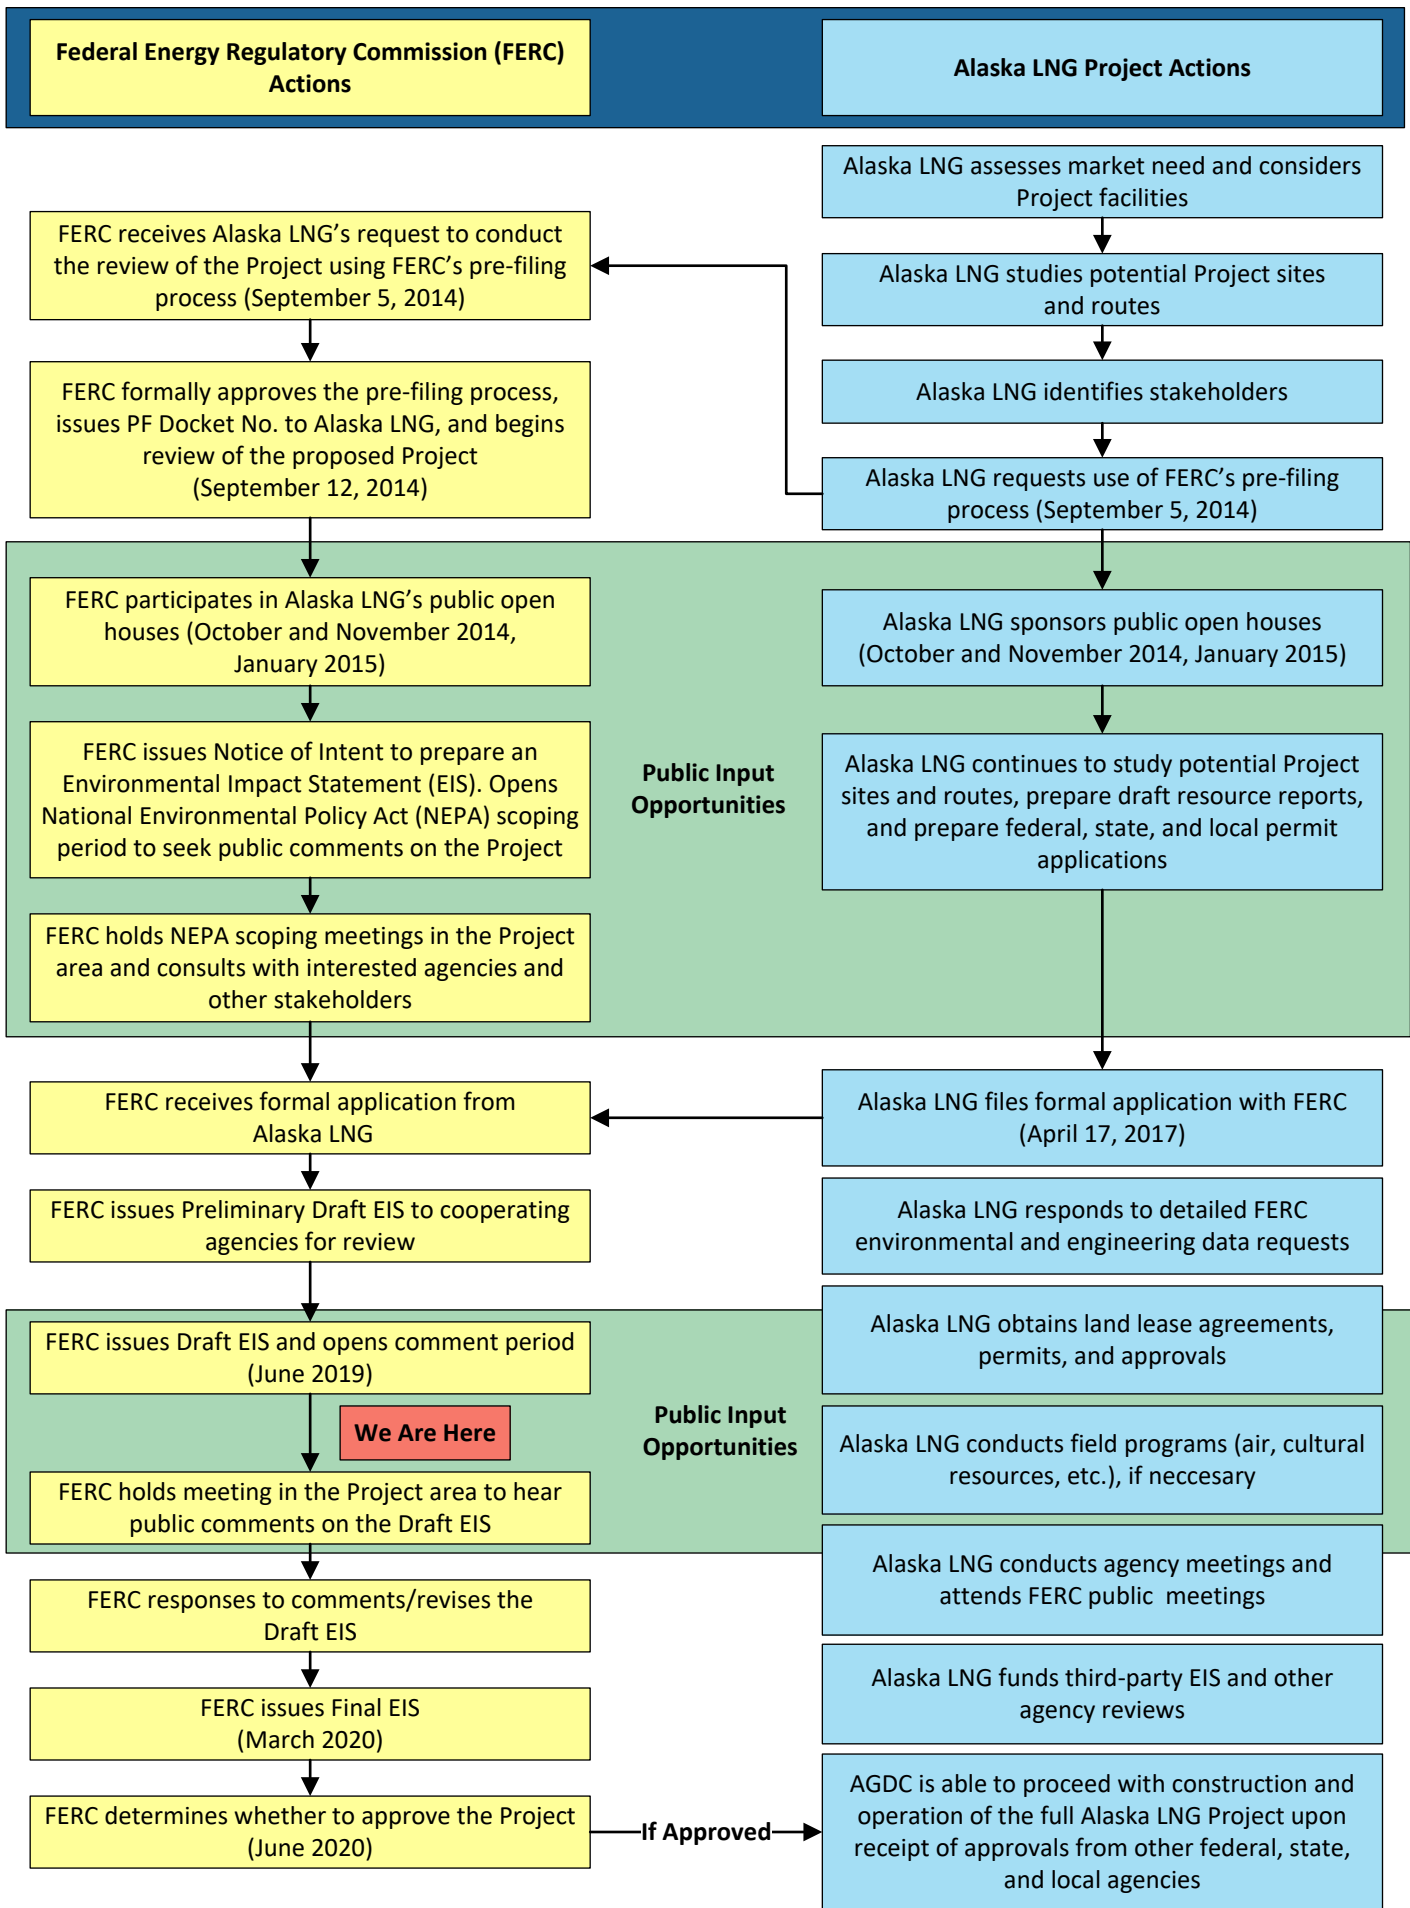 Federal Energy Regulatory Commission (FERC)
Actions
Alaska LNG Project Actions
Alaska LNG assesses market need and considers
Project facilities
FERC receives Alaska LNG’s request to conduct
the review of the Project using FERC’s pre-filing
process (September 5, 2014)
Alaska LNG studies potential Project sites
and routes
FERC formally approves the pre-filing process,
issues PF Docket No. to Alaska LNG, and begins
review of the proposed Project
(September 12, 2014)
Alaska LNG identifies stakeholders
Alaska LNG requests use of FERC’s pre-filing
process (September 5, 2014)
FERC participates in Alaska LNG’s public open
houses (October and November 2014,
January 2015)
Alaska LNG sponsors public open houses
(October and November 2014, January 2015)
FERC issues Notice of Intent to prepare an
Environmental Impact Statement (EIS). Opens
National Environmental Policy Act (NEPA) scoping
period to seek public comments on the Project
Public Input
Opportunities
Alaska LNG continues to study potential Project
sites and routes, prepare draft resource reports,
and prepare federal, state, and local permit
applications
FERC holds NEPA scoping meetings in the Project
area and consults with interested agencies and
other stakeholders
FERC receives formal application from
Alaska LNG
Alaska LNG files formal application with FERC
(April 17, 2017)
FERC issues Preliminary Draft EIS to cooperating
agencies for review
Alaska LNG responds to detailed FERC
environmental and engineering data requests
FERC issues Draft EIS and opens comment period
(June 2019)
Alaska LNG obtains land lease agreements,
permits, and approvals
We Are Here
Public Input
Opportunities
Alaska LNG conducts field programs (air, cultural
resources, etc.), if neccesary
FERC holds meeting in the Project area to hear
public comments on the Draft EIS
Alaska LNG conducts agency meetings and
attends FERC public  meetings
FERC responses to comments/revises the
Draft EIS
Alaska LNG funds third-party EIS and other
agency reviews
FERC issues Final EIS
(March 2020)
FERC determines whether to approve the Project
(June 2020)
If Approved
AGDC is able to proceed with construction and
operation of the full Alaska LNG Project upon
receipt of approvals from other federal, state,
and local agencies